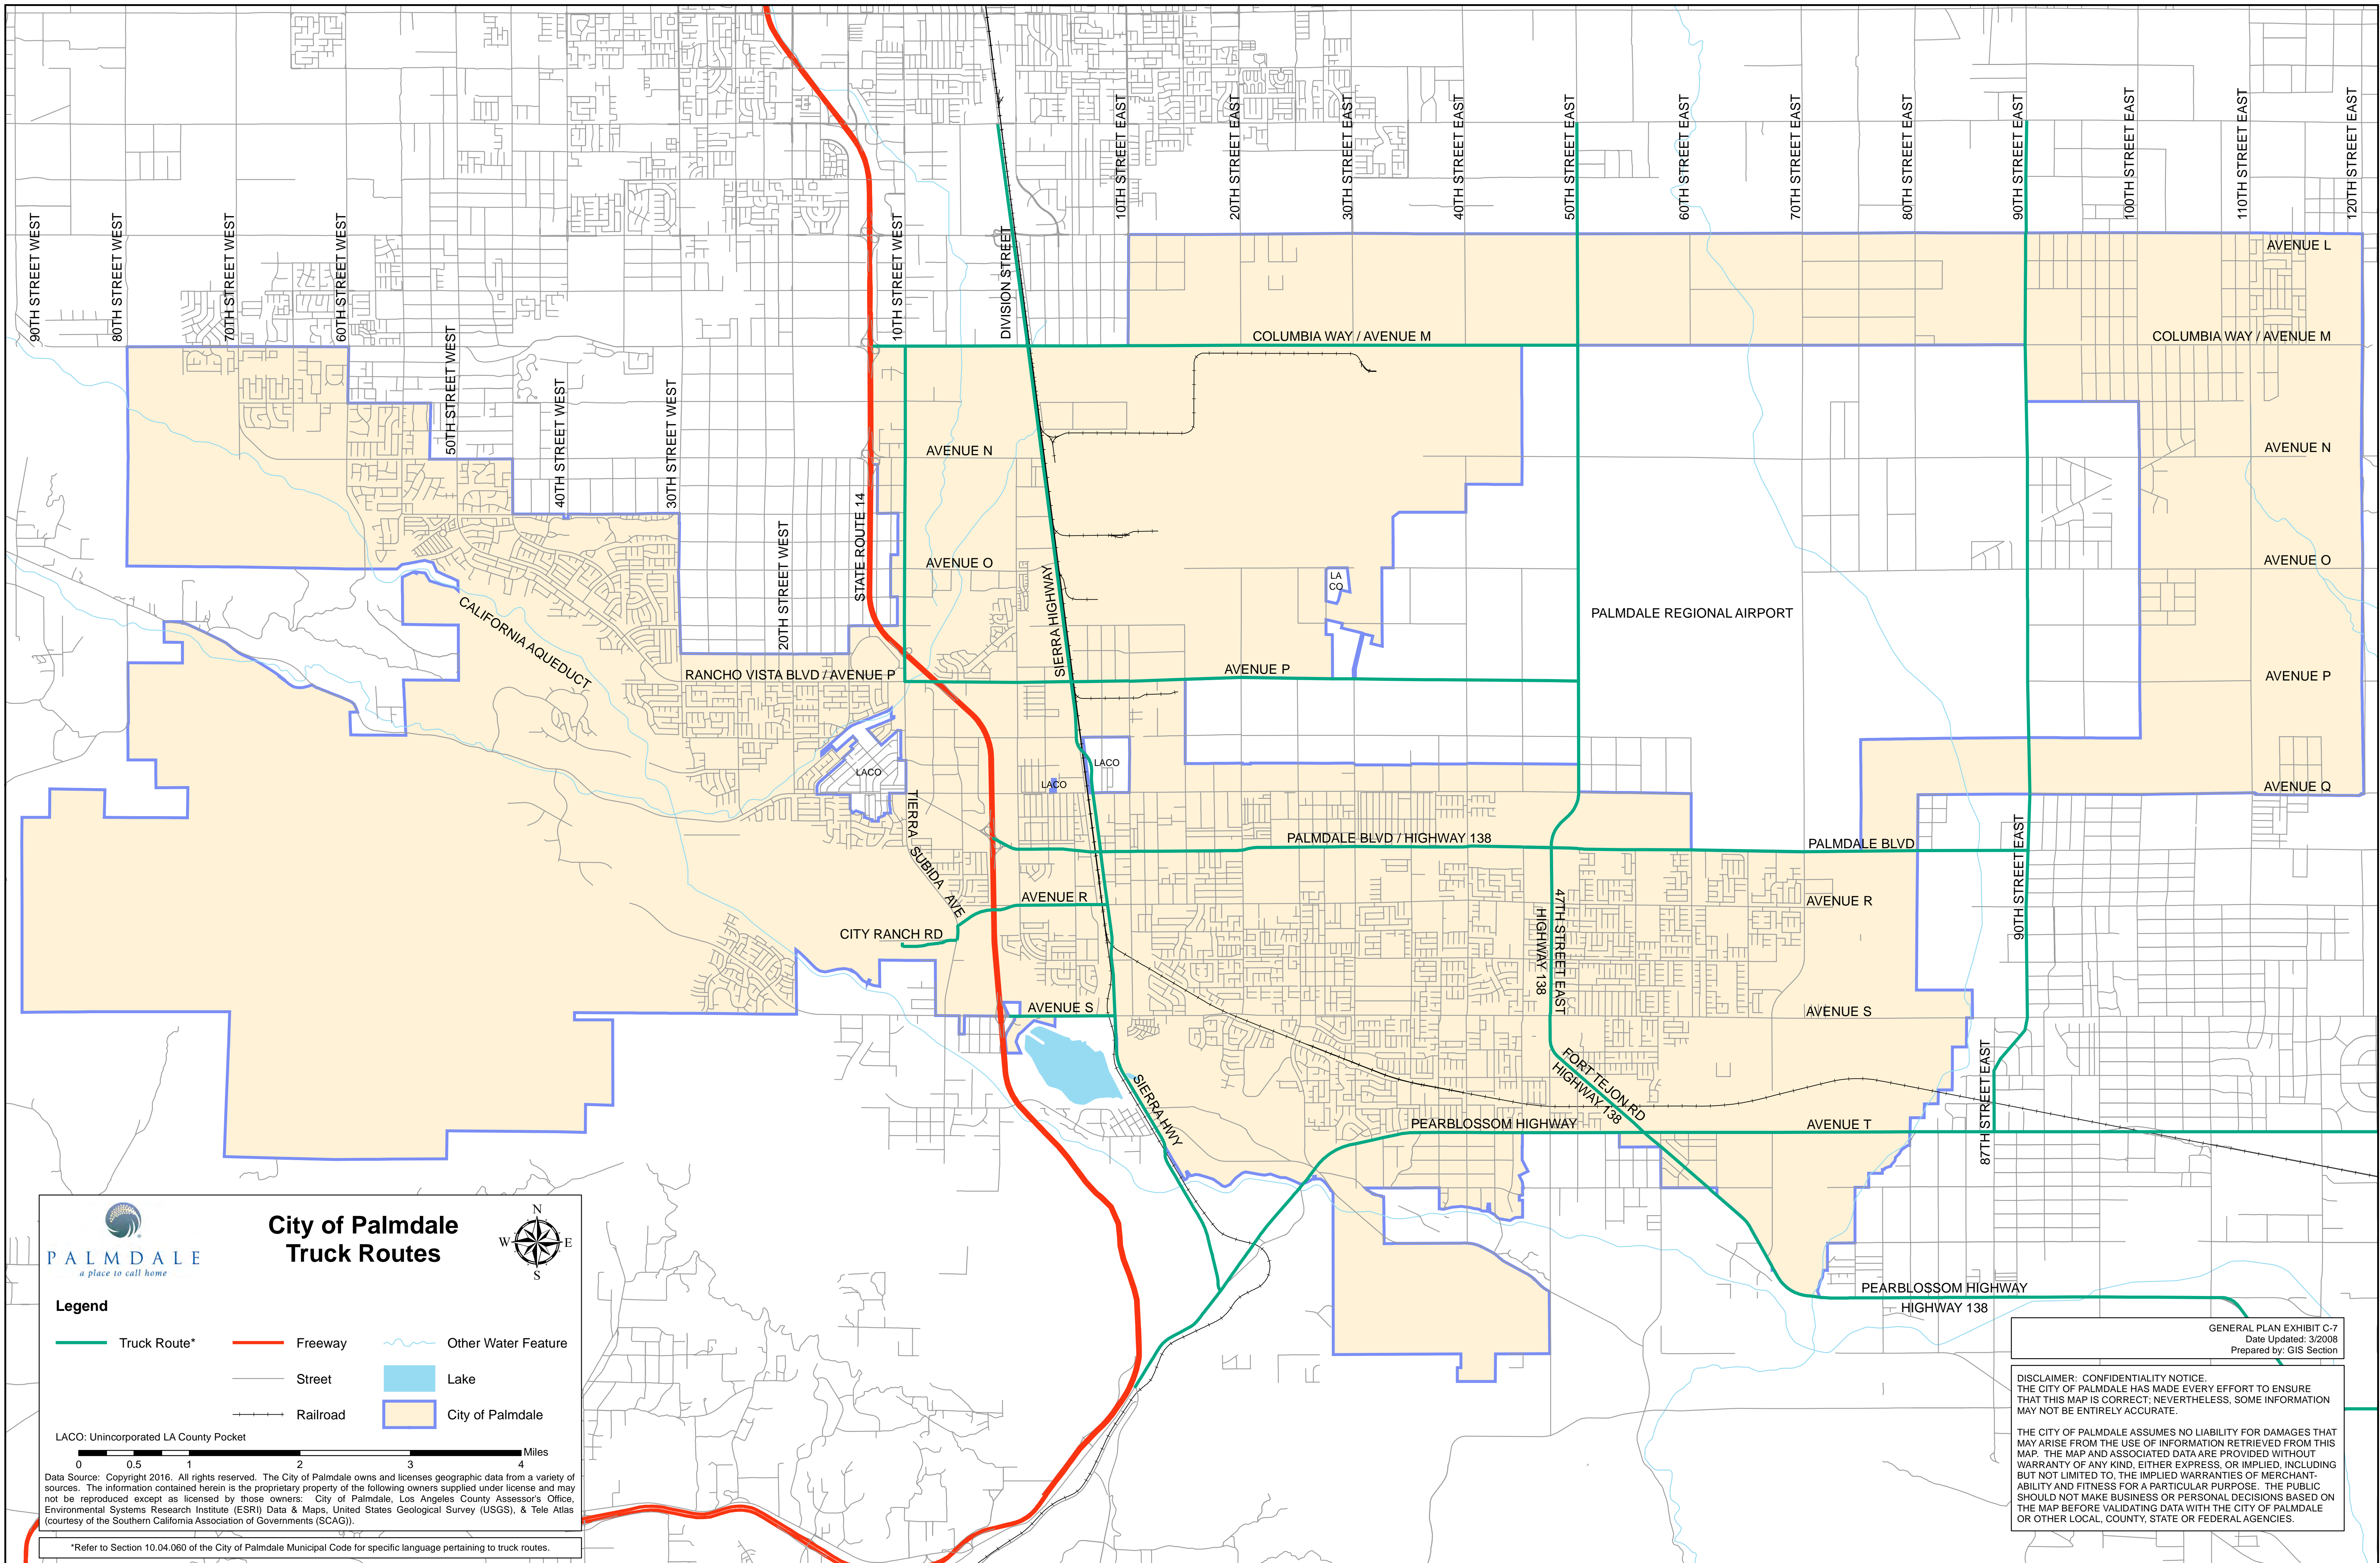 10TH STREET EAST
20TH STREET EAST
30TH STREET EAST
40TH STREET EAST
50TH STREET EAST
60TH STREET EAST
70TH STREET EAST
80TH STREET EAST
90TH STREET EAST
100TH STREET EAST
110TH STREET EAST
120TH STREET EAST
90TH STREET WEST
80TH STREET WEST
70TH STREET WEST
60TH STREET WEST
50TH STREET WEST
40TH STREET WEST
30TH STREET WEST
20TH STREET WEST
STATE ROUTE 14
10TH STREET WEST
DIVISION STREET
AVENUE L
COLUMBIA WAY / AVENUE M
COLUMBIA WAY / AVENUE M
AVENUE N
AVENUE N
AVENUE O
AVENUE O
SIERRA HIGHWAY
LA
CO
PALMDALE REGIONAL AIRPORT
CALIFORNIA AQUEDUCT
RANCHO VISTA BLVD / AVENUE P
AVENUE P
AVENUE P
LACO
LACO
LACO
AVENUE Q
TIERRA SUBIDA AVE
PALMDALE BLVD / HIGHWAY 138
PALMDALE BLVD
90TH STREET EAST
AVENUE R
AVENUE R
CITY RANCH RD
47TH STREET EAST
HIGHWAY 138
AVENUE S
AVENUE S
FORT TEJON RD
HIGHWAY 138
SIERRA HWY
87TH STREET EAST
PEARBLOSSOM HIGHWAY
AVENUE T
PEARBLOSSOM HIGHWAY
HIGHWAY 138
PALMDALE
a place to call home
City of Palmdale
Truck Routes
N
W
E
S
Legend
Truck Route*
Freeway
Other Water Feature
Street
Lake
Railroad
City of Palmdale
LACO: Unincorporated LA County Pocket
Miles
0 0.5 1 2 3 4
Data Source: Copyright 2016. All rights reserved. The City of Palmdale owns and licenses geographic data from a variety of
sources. The information contained herein is the proprietary property of the following owners supplied under license and may
not be reproduced except as licensed by those owners: City of Palmdale, Los Angeles County Assessor's Office,
Environmental Systems Research Institute (ESRI) Data & Maps, United States Geological Survey (USGS), & Tele Atlas
(courtesy of the Southern California Association of Governments (SCAG)).
*Refer to Section 10.04.060 of the City of Palmdale Municipal Code for specific language pertaining to truck routes.
GENERAL PLAN EXHIBIT C-7
Date Updated: 3/2008
Prepared by: GIS Section
DISCLAIMER: CONFIDENTIALITY NOTICE.
THE CITY OF PALMDALE HAS MADE EVERY EFFORT TO ENSURE
THAT THIS MAP IS CORRECT; NEVERTHELESS, SOME INFORMATION
MAY NOT BE ENTIRELY ACCURATE.
THE CITY OF PALMDALE ASSUMES NO LIABILITY FOR DAMAGES THAT
MAY ARISE FROM THE USE OF INFORMATION RETRIEVED FROM THIS
MAP. THE MAP AND ASSOCIATED DATA ARE PROVIDED WITHOUT
WARRANTY OF ANY KIND, EITHER EXPRESS, OR IMPLIED, INCLUDING
BUT NOT LIMITED TO, THE IMPLIED WARRANTIES OF MERCHANT-
ABILITY AND FITNESS FOR A PARTICULAR PURPOSE. THE PUBLIC
SHOULD NOT MAKE BUSINESS OR PERSONAL DECISIONS BASED ON
THE MAP BEFORE VALIDATING DATA WITH THE CITY OF PALMDALE
OR OTHER LOCAL, COUNTY, STATE OR FEDERAL AGENCIES.